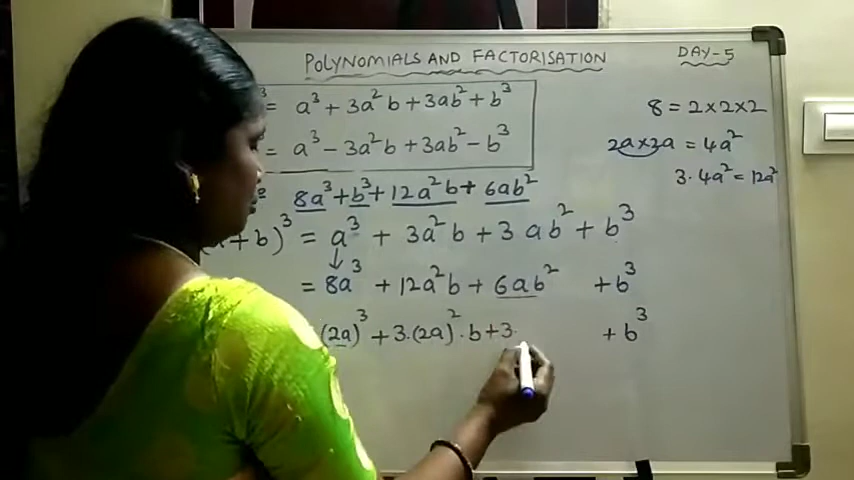 POLYNOMIALS AND FACTORISATION
DAY-5
³ = a³ + 3a²b + 3ab² + b³
= a³ - 3a²b + 3ab² - b³
8 = 2×2×2
2a×2a = 4a²
3·4a² = 12a²
8a³ + b³ + 12a²b + 6ab²
+b)³ = a³ + 3a²b + 3ab² + b³
= 8a³ + 12a²b + 6ab² + b³
(2a)³ + 3·(2a)²·b + 3· + b³